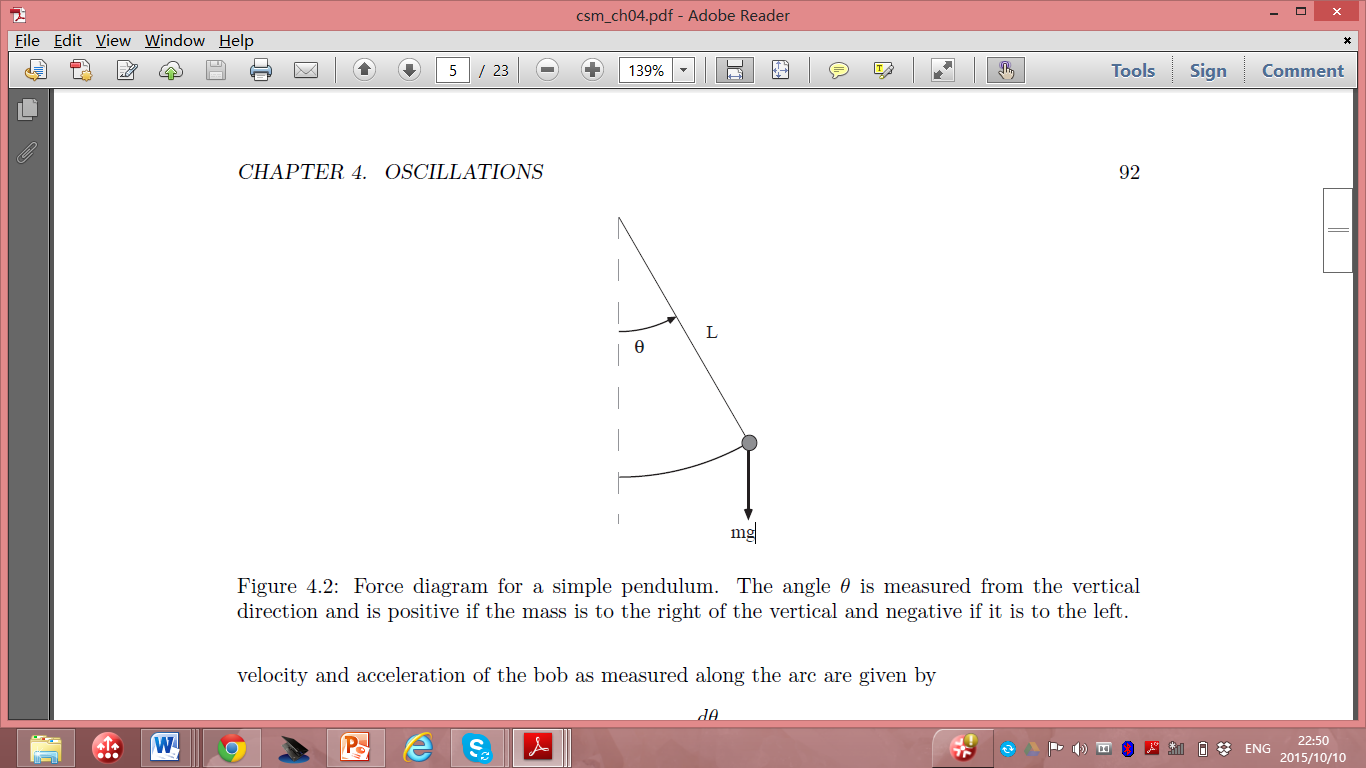 csm_ch04.pdf - Adobe Reader
File Edit View Window Help
5 / 23 139% Tools Sign Comment
CHAPTER 4. OSCILLATIONS 92
θ
L
mg
Figure 4.2: Force diagram for a simple pendulum. The angle θ is measured from the vertical
direction and is positive if the mass is to the right of the vertical and negative if it is to the left.
velocity and acceleration of the bob as measured along the arc are given by
dθ
ENG
22:50
2015/10/10